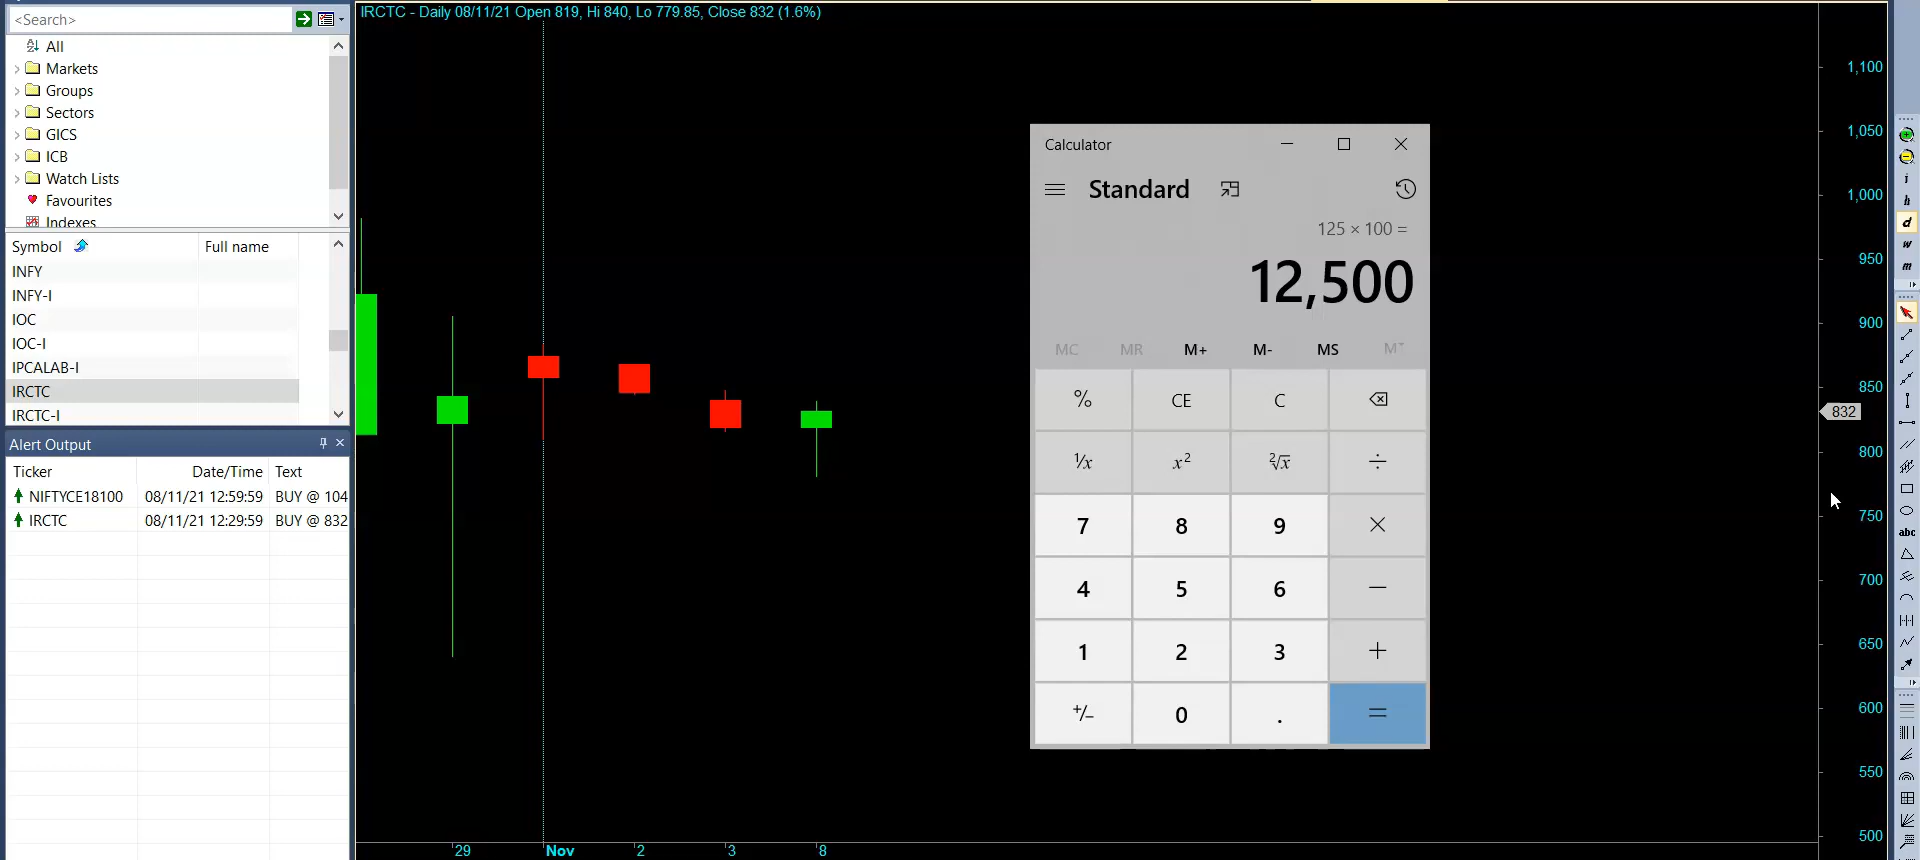 <Search>
All
Markets
Groups
Sectors
GICS
ICB
Watch Lists
Favourites
Indexes
Symbol Full name
INFY
INFY-I
IOC
IOC-I
IPCALAB-I
IRCTC
IRCTC-I
Alert Output
Ticker Date/Time Text
NIFTYCE18100 08/11/21 12:59:59 BUY @ 104
IRCTC 08/11/21 12:29:59 BUY @ 832
IRCTC - Daily 08/11/21 Open 819, Hi 840, Lo 779.85, Close 832 (1.6%)
Calculator
Standard
125 × 100 =
12,500
MC MR M+ M- MS M˅
% CE C
¹/x x² ²√x ÷
7 8 9 ×
4 5 6 −
1 2 3 +
+/− 0 . =
1,100
1,050
1,000
950
900
850
832
800
750
700
650
600
550
500
29 Nov 2 3 8
i
h
d
w
m
abc